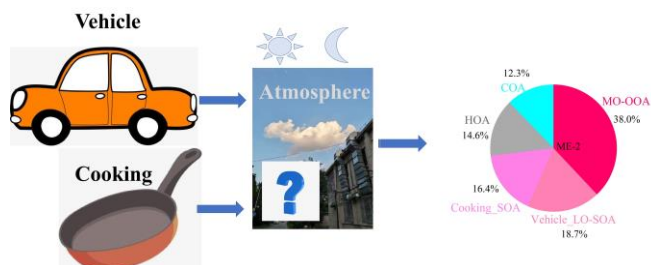 Vehicle
Cooking
Atmosphere
?
12.3%
COA
MO-OOA
38.0%
HOA
14.6%
ME-2
16.4%
Cooking_SOA
Vehicle_LO-SOA
18.7%